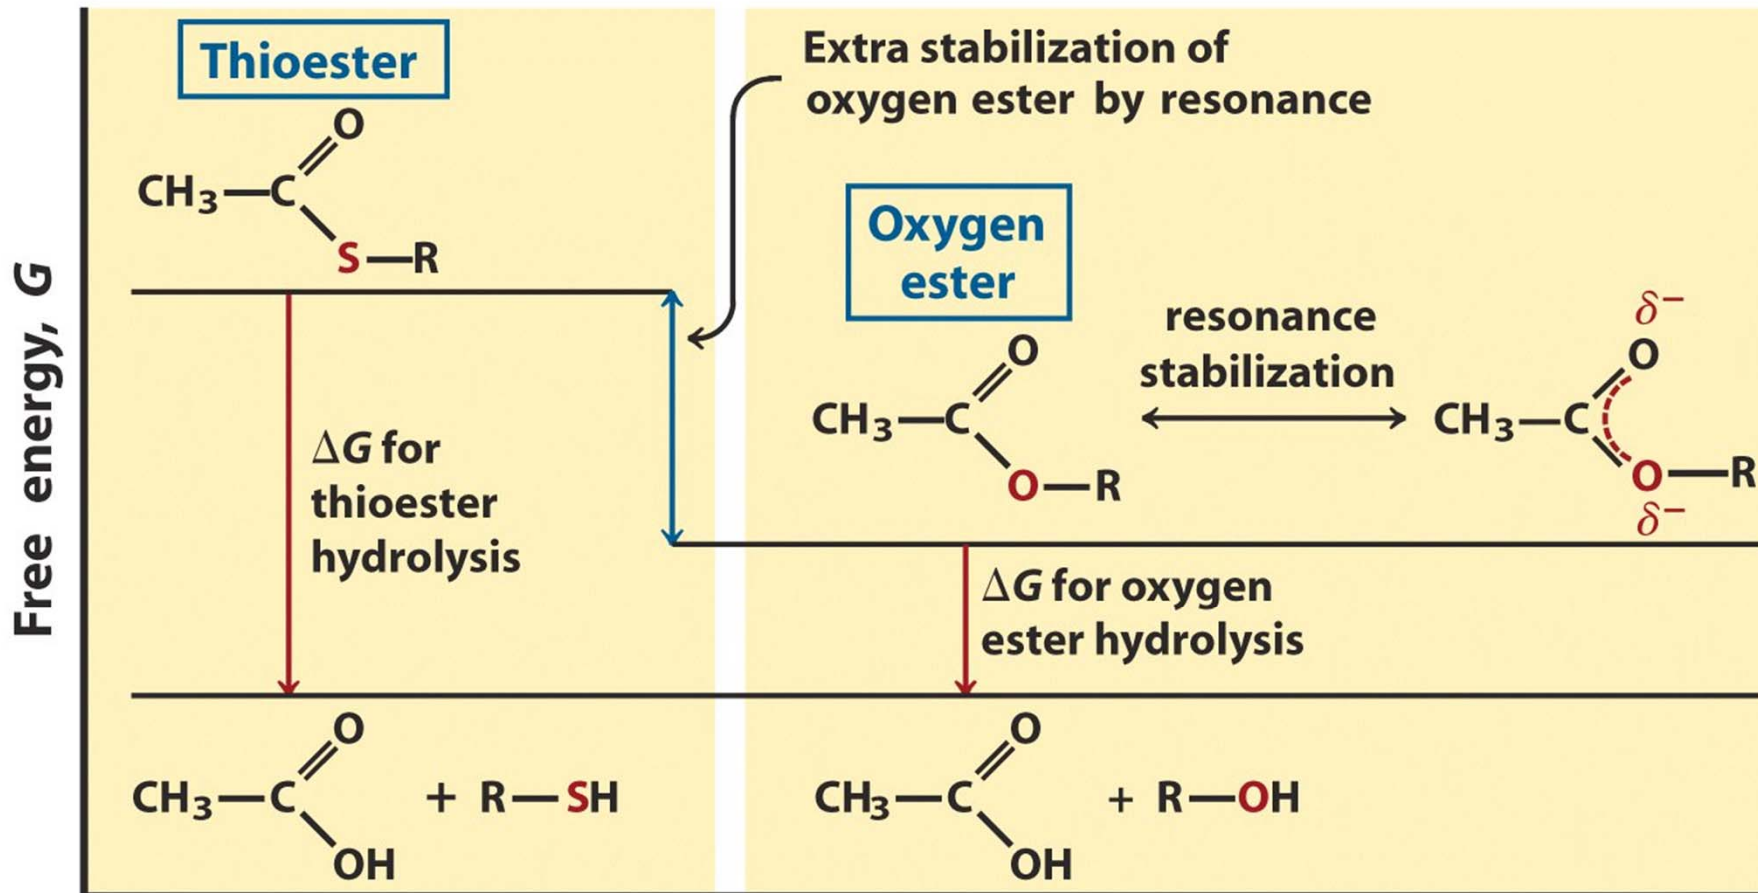 Free energy, G
Thioester
O
CH₃—C
S—R
ΔG for
thioester
hydrolysis
O
CH₃—C + R—SH
OH
Extra stabilization of
oxygen ester by resonance
Oxygen
ester
O
CH₃—C
O—R
resonance
stabilization
δ⁻
O
CH₃—C
O—R
δ⁻
ΔG for oxygen
ester hydrolysis
O
CH₃—C + R—OH
OH